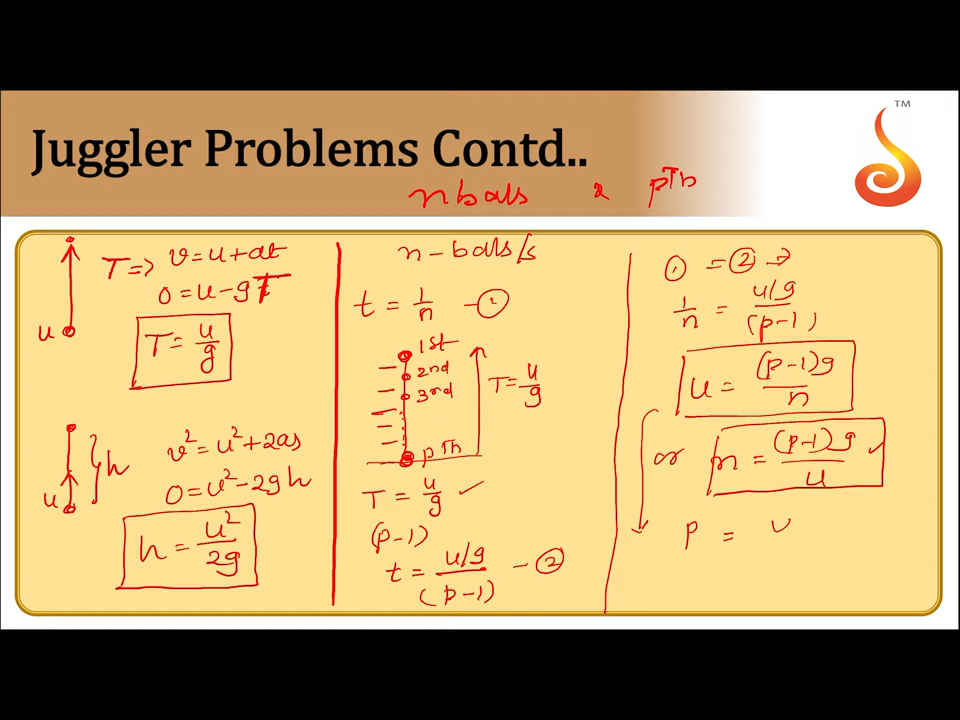 TM
Juggler Problems Contd..
n balls & pTh
T => v = u + at
0 = u - gT
T = u/g
u
v² = u² + 2as
0 = u² - 2gh
h
u
h = u²/2g
n - balls/s
t = 1/n - ①
1st
2nd
3rd
T = u/g
pTh
T = u/g ✓
(p-1)
t = u/g/(p-1) - ②
① = ② →
1/n = u/g/(p-1)
u = (p-1)g/n
or n = (p-1)g/u ✓
p = u